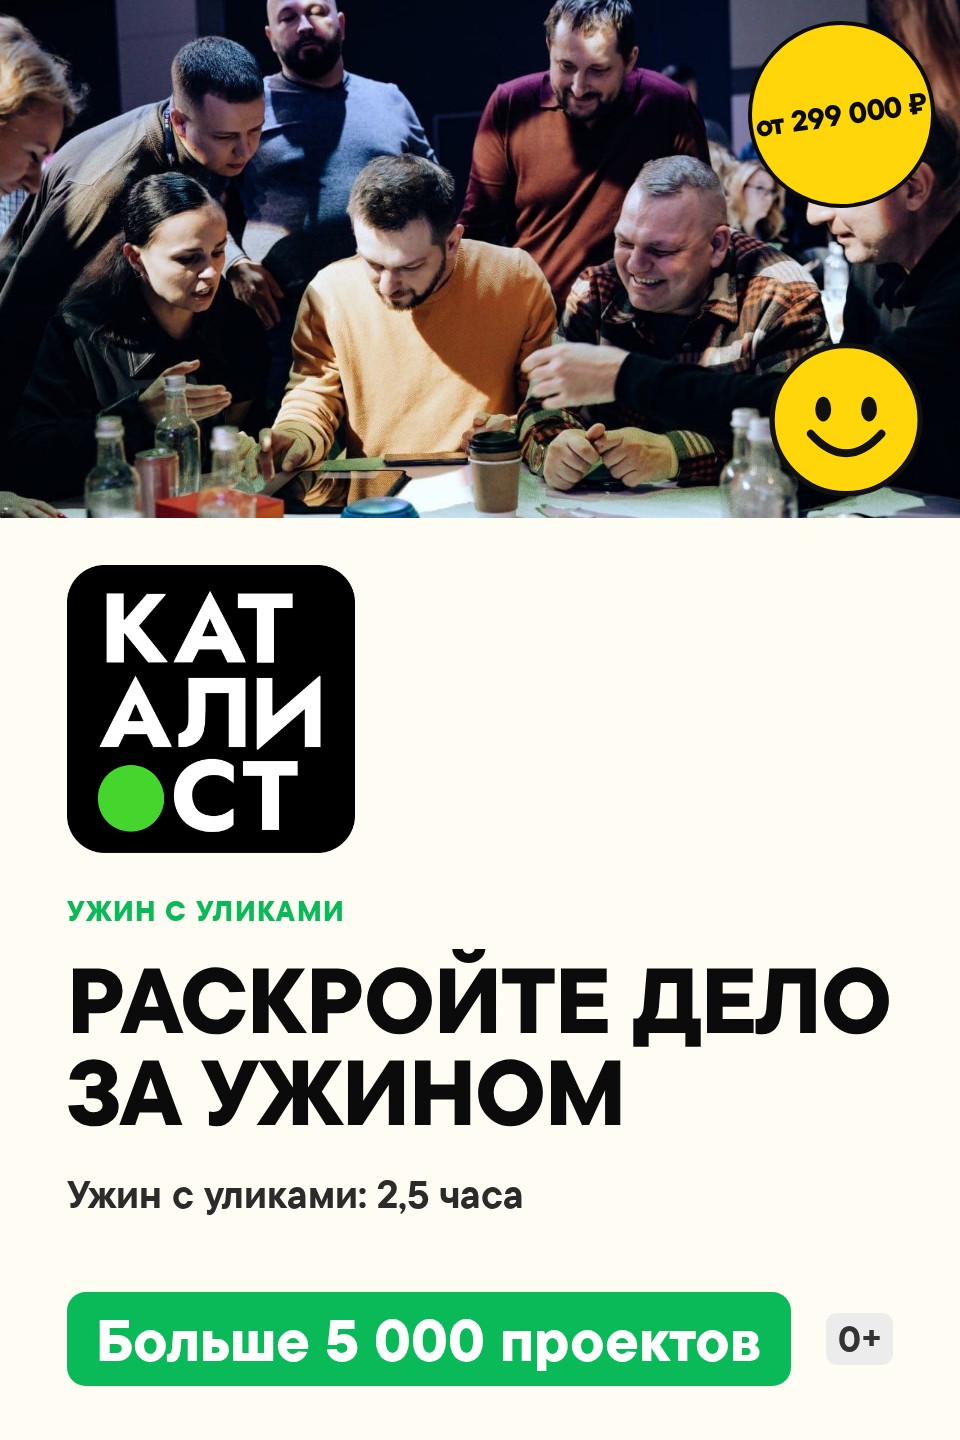 от 299 000 ₽
КАТ
АЛИ
СТ
УЖИН С УЛИКАМИ
РАСКРОЙТЕ ДЕЛО
ЗА УЖИНОМ
Ужин с уликами: 2,5 часа
Больше 5 000 проектов
0+